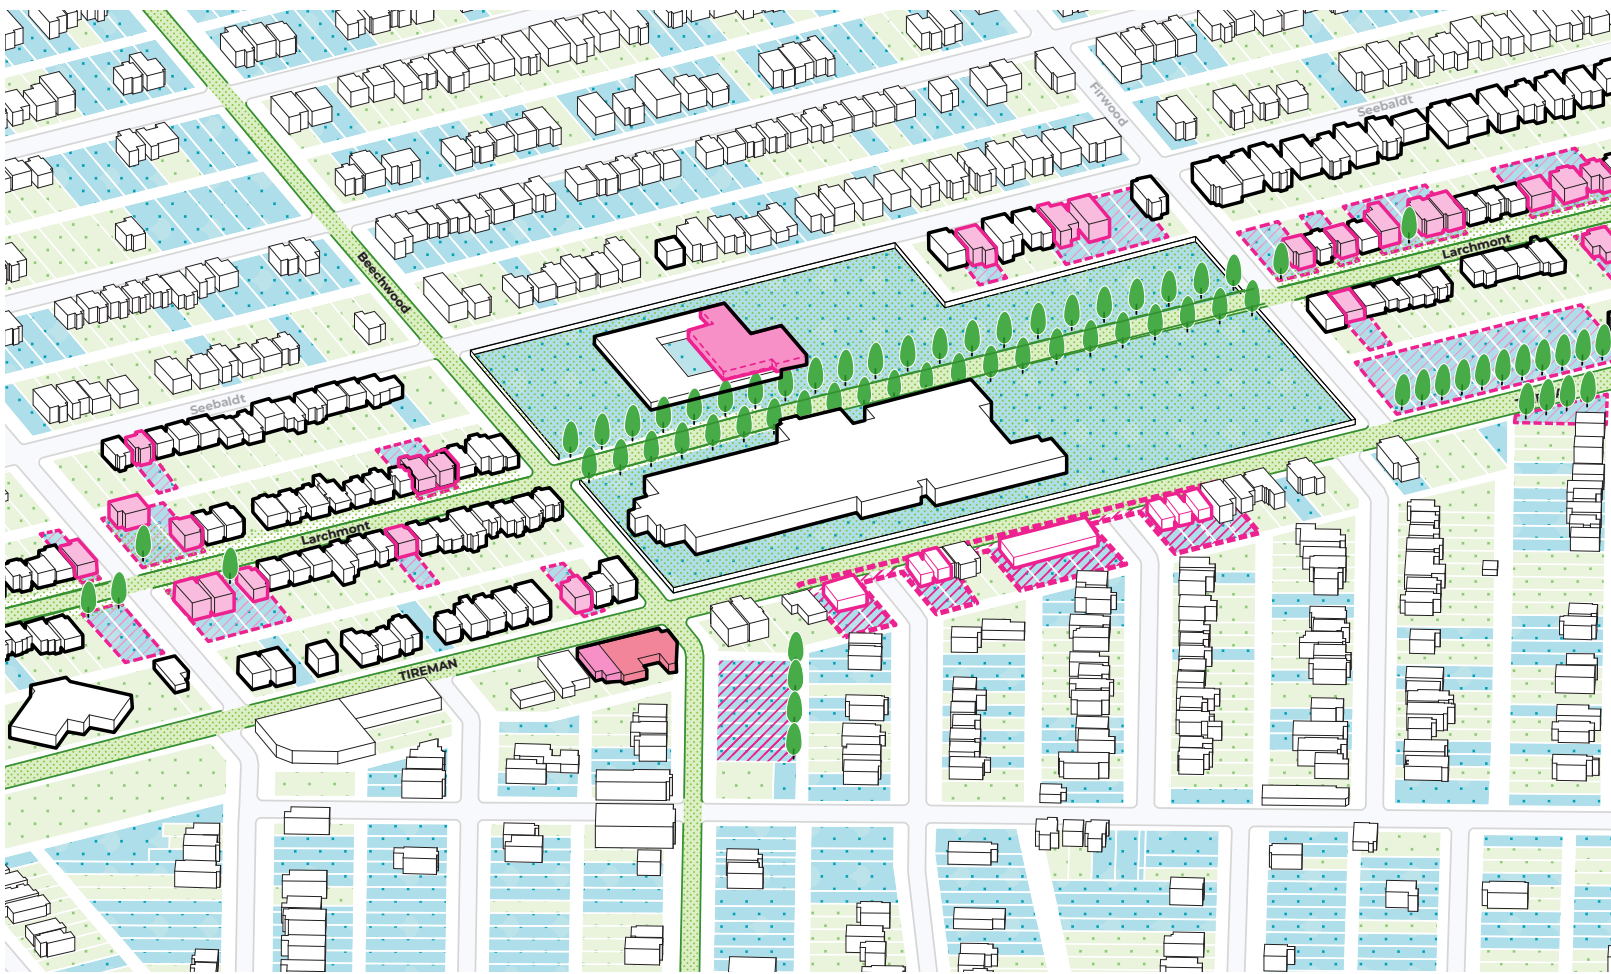 Firwood
Seebaldt
Larchmont
Beechwood
Seebaldt
Larchmont
TIREMAN